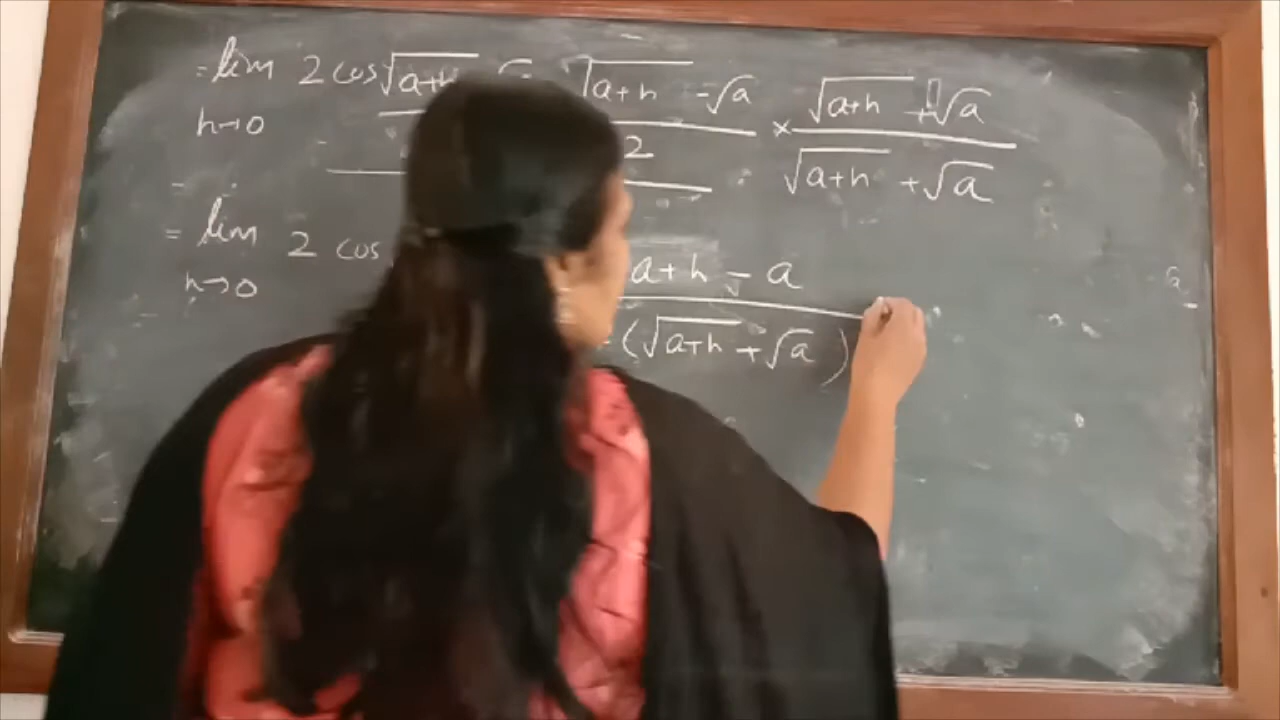 = lim 2 cos √a+h √a+h - √a × √a+h + √a
h→0 2 √a+h + √a
= lim 2 cos a+h - a
h→0 (√a+h + √a)